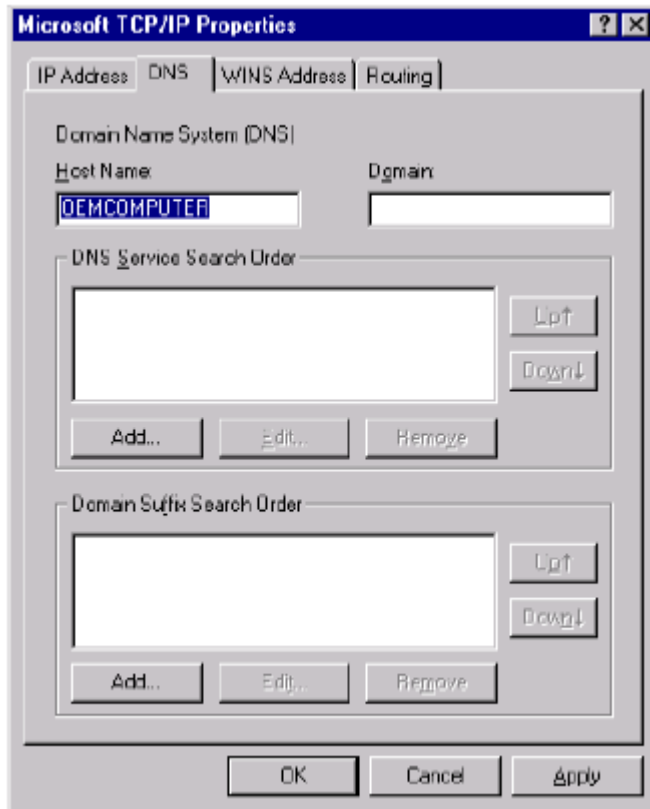 Microsoft TCP/IP Properties
IP Address DNS WINS Address Routing
Domain Name System (DNS)
Host Name: Domain:
OEMCOMPUTER
DNS Service Search Order
Up↑
Down↓
Add... Edit... Remove
Domain Suffix Search Order
Up↑
Down↓
Add... Edit... Remove
OK Cancel Apply